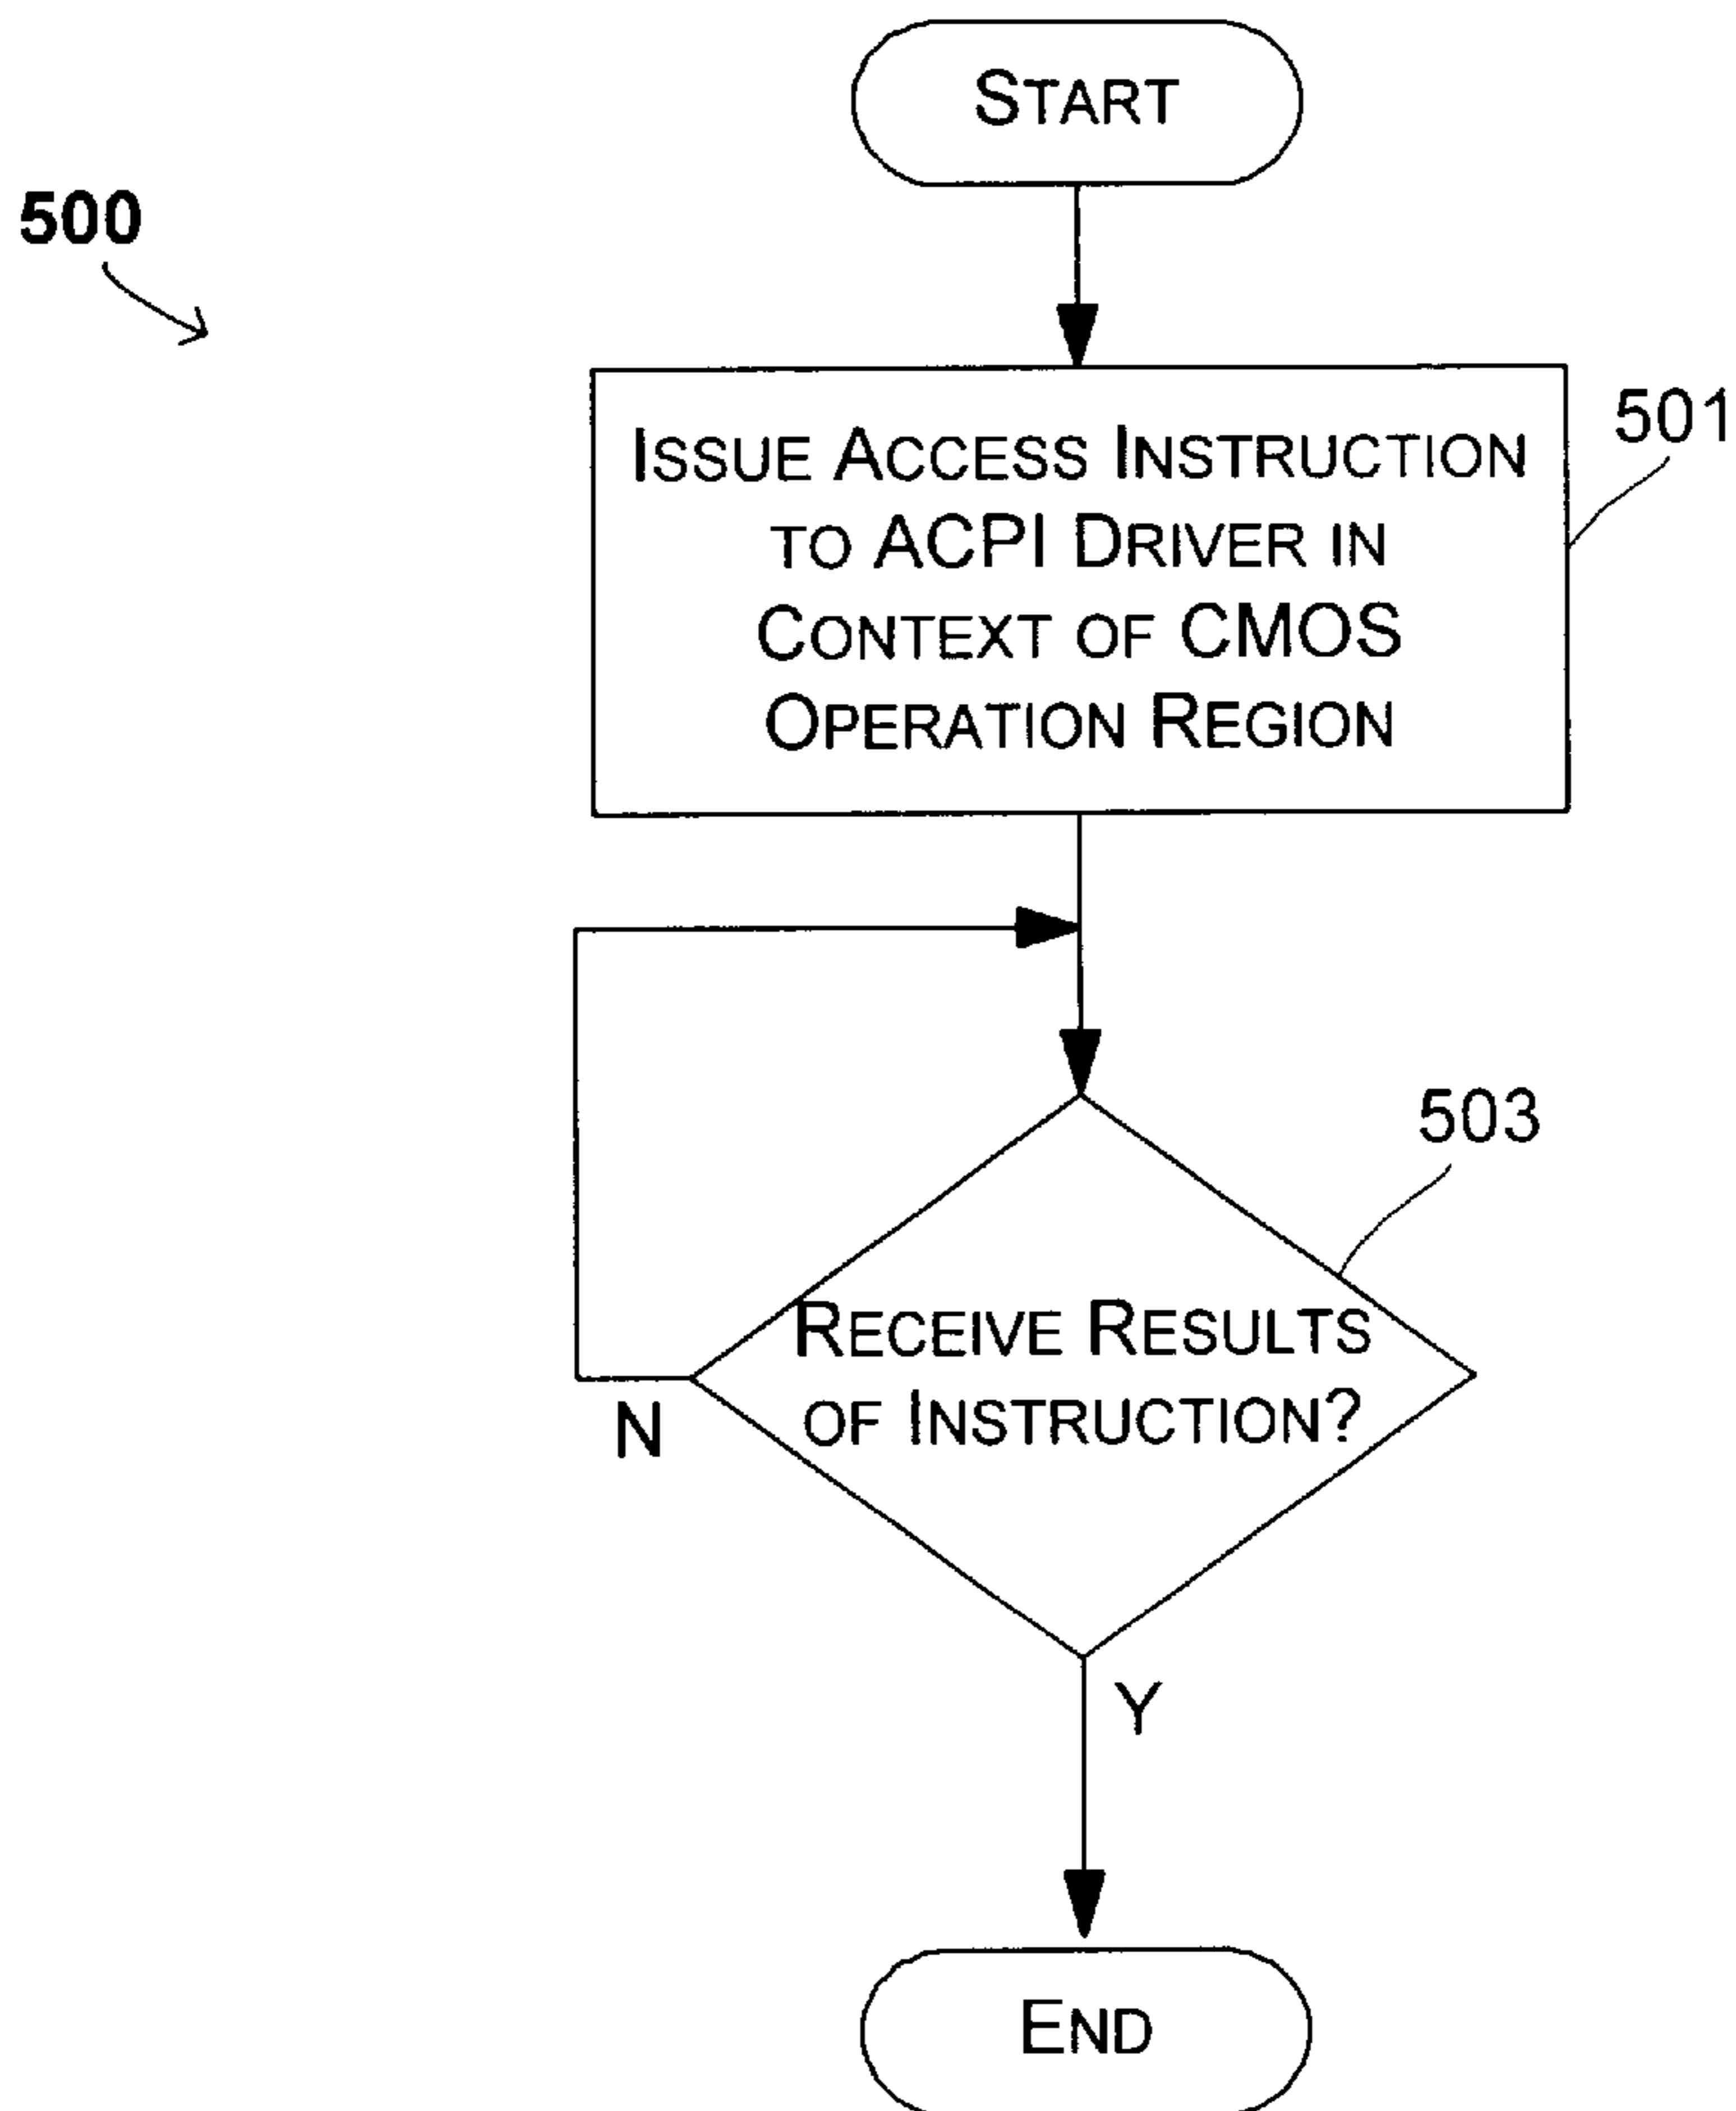 START
500
ISSUE ACCESS INSTRUCTION
TO ACPI DRIVER IN
CONTEXT OF CMOS
OPERATION REGION
501
503
RECEIVE RESULTS
OF INSTRUCTION?
N
Y
END